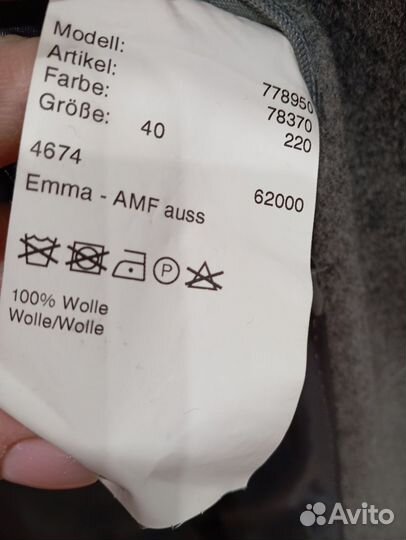 Modell: 778950
Artikel: 78370
Farbe: 220
Größe: 40
4674
Emma - AMF auss 62000
P
100% Wolle
Wolle/Wolle
Avito